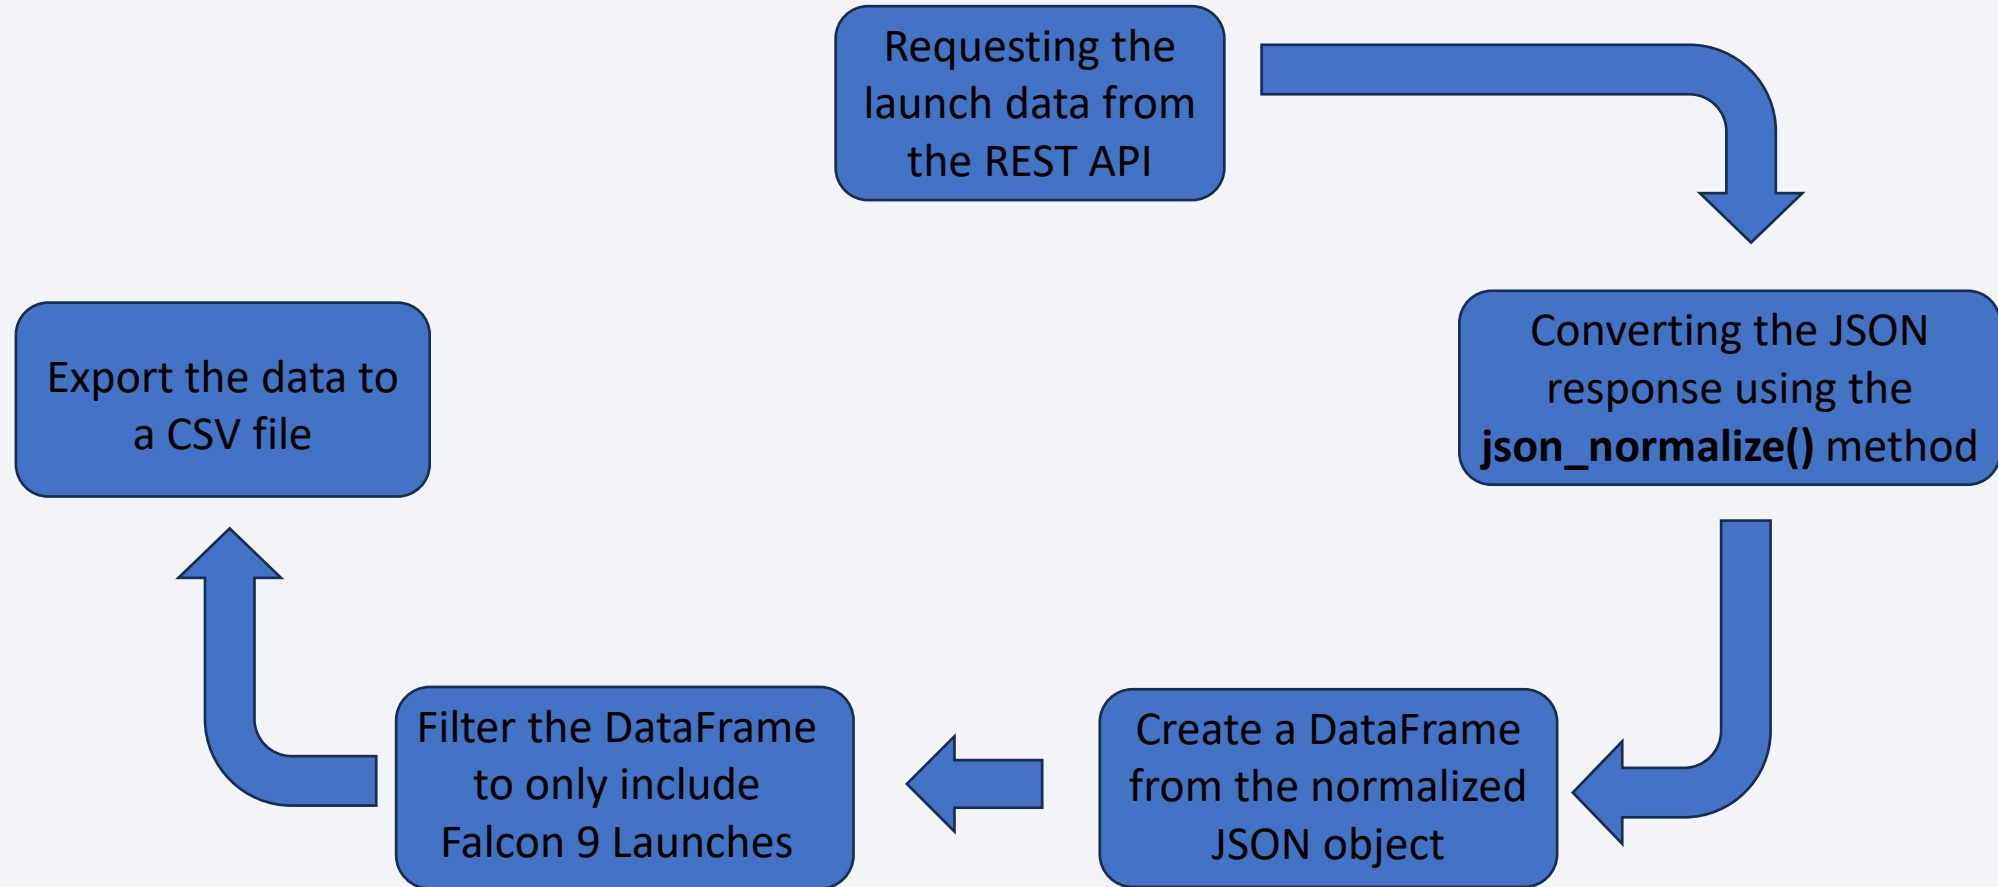 Requesting the
launch data from
the REST API
Converting the JSON
response using the
json_normalize() method
Create a DataFrame
from the normalized
JSON object
Filter the DataFrame
to only include
Falcon 9 Launches
Export the data to
a CSV file